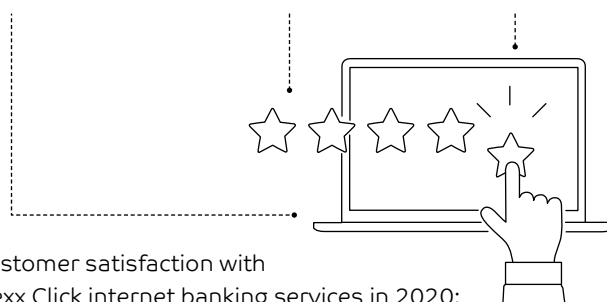 stomer satisfaction with
exx Click internet banking services in 2020: